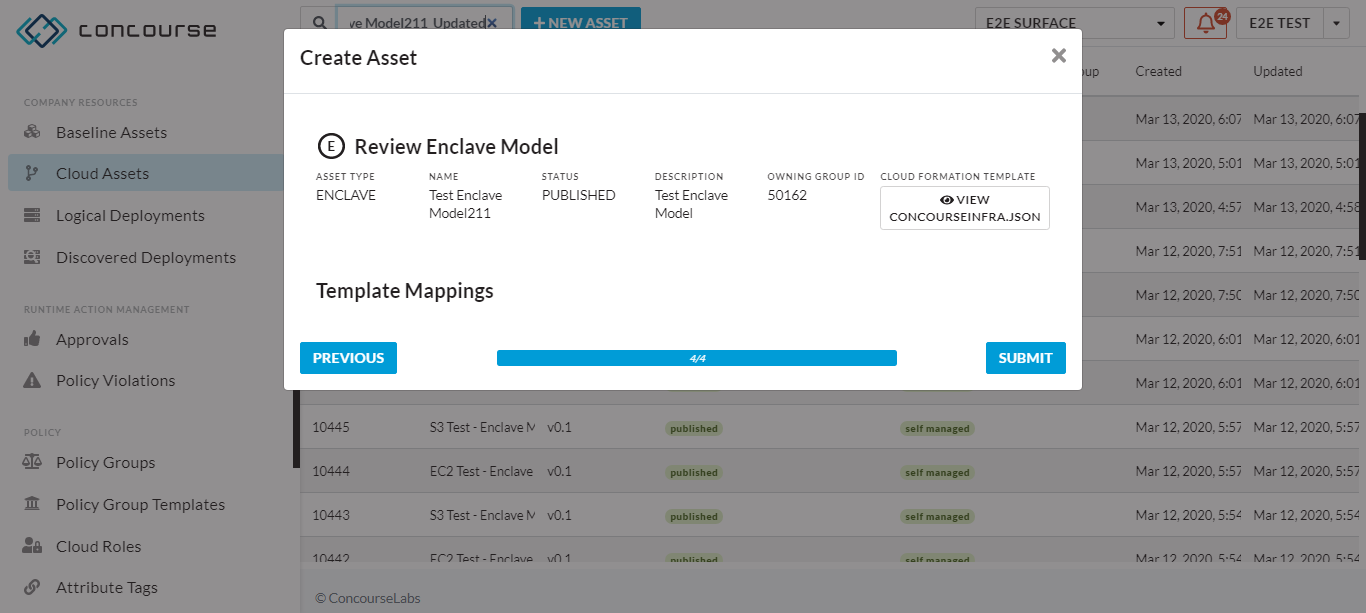 concourse
ve Model211 Updated
+ NEW ASSET
E2E SURFACE
24
E2E TEST
Create Asset
Created
Updated
COMPANY RESOURCES
Baseline Assets
Cloud Assets
Logical Deployments
Discovered Deployments
RUNTIME ACTION MANAGEMENT
Approvals
Policy Violations
POLICY
Policy Groups
Policy Group Templates
Cloud Roles
Attribute Tags
E Review Enclave Model
ASSET TYPE NAME STATUS DESCRIPTION OWNING GROUP ID CLOUD FORMATION TEMPLATE
ENCLAVE Test Enclave PUBLISHED Test Enclave 50162 VIEW
Model211 Model CONCOURSEINFRA.JSON
Template Mappings
PREVIOUS 4/4 SUBMIT
Mar 13, 2020, 6:07 Mar 13, 2020, 6:07
Mar 13, 2020, 5:01 Mar 13, 2020, 5:01
Mar 13, 2020, 4:57 Mar 13, 2020, 4:58
Mar 12, 2020, 7:51 Mar 12, 2020, 7:51
Mar 12, 2020, 7:50 Mar 12, 2020, 7:50
Mar 12, 2020, 6:01 Mar 12, 2020, 6:01
Mar 12, 2020, 6:01 Mar 12, 2020, 6:01
10445 S3 Test - Enclave M v0.1 published self managed Mar 12, 2020, 5:57 Mar 12, 2020, 5:57
10444 EC2 Test - Enclave v0.1 published self managed Mar 12, 2020, 5:57 Mar 12, 2020, 5:57
10443 S3 Test - Enclave M v0.1 published self managed Mar 12, 2020, 5:54 Mar 12, 2020, 5:54
10442 EC2 Test - Enclave v0.1 published self managed Mar 12, 2020, 5:54 Mar 12, 2020, 5:54
© ConcourseLabs